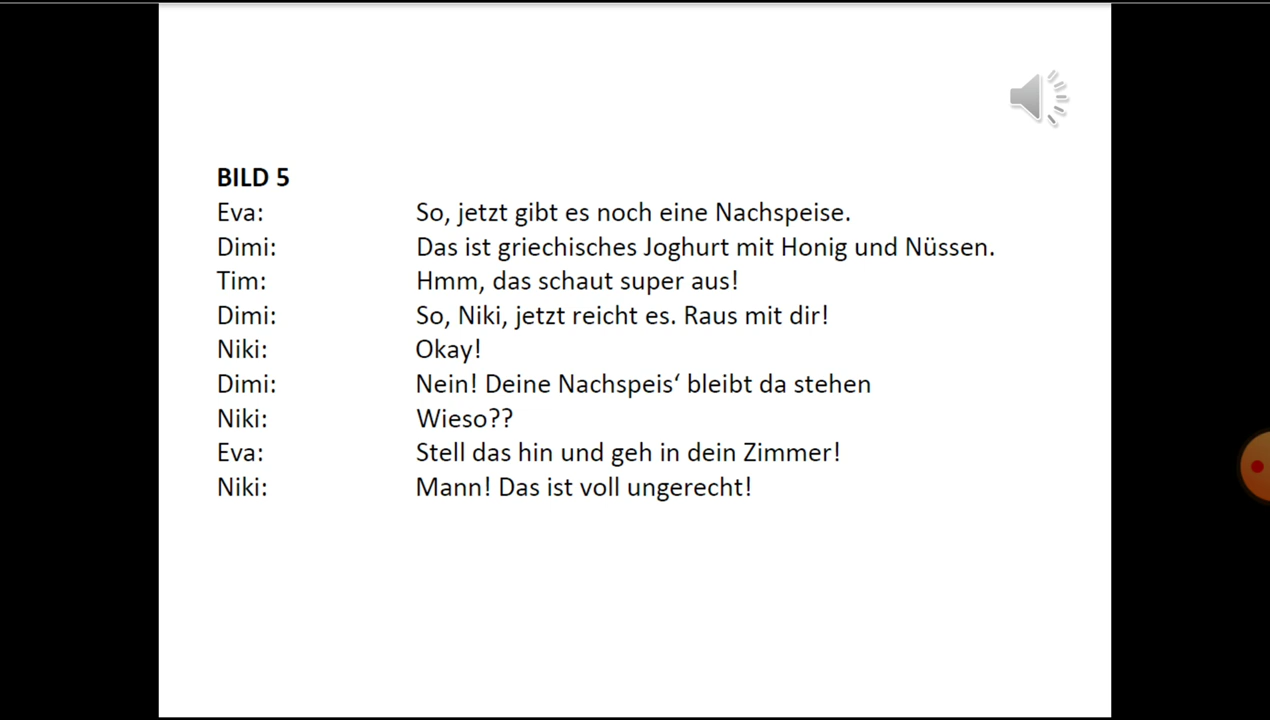 BILD 5
Eva: So, jetzt gibt es noch eine Nachspeise.
Dimi: Das ist griechisches Joghurt mit Honig und Nüssen.
Tim: Hmm, das schaut super aus!
Dimi: So, Niki, jetzt reicht es. Raus mit dir!
Niki: Okay!
Dimi: Nein! Deine Nachspeis‘ bleibt da stehen
Niki: Wieso??
Eva: Stell das hin und geh in dein Zimmer!
Niki: Mann! Das ist voll ungerecht!